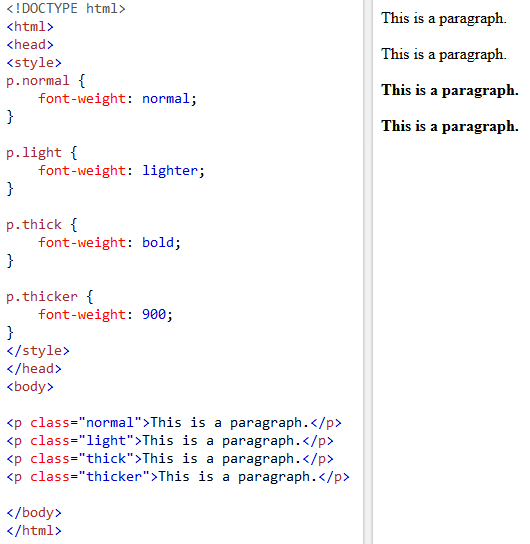 <!DOCTYPE html>
<html>
<head>
<style>
p.normal {
    font-weight: normal;
}

p.light {
    font-weight: lighter;
}

p.thick {
    font-weight: bold;
}

p.thicker {
    font-weight: 900;
}
</style>
</head>
<body>

<p class="normal">This is a paragraph.</p>
<p class="light">This is a paragraph.</p>
<p class="thick">This is a paragraph.</p>
<p class="thicker">This is a paragraph.</p>

</body>
</html>

This is a paragraph.
This is a paragraph.
This is a paragraph.
This is a paragraph.